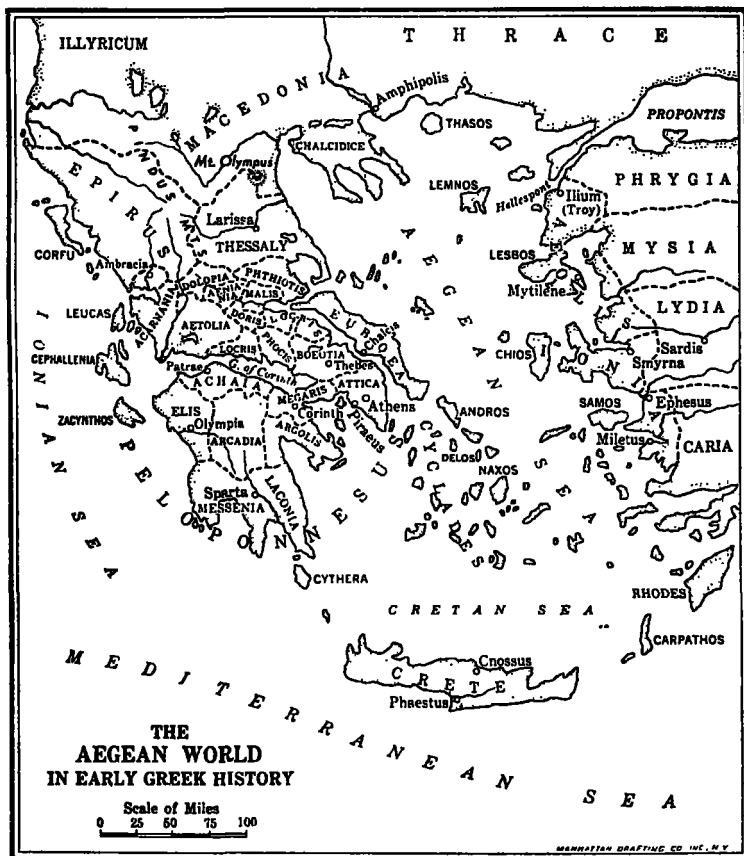 ILLYRICUM
THRACE
MACEDONIA
Amphipolis
PROPONTIS
THASOS
CHALCIDICE
Mt. Olympus
PINDUS MTS.
EPIRUS
PHRYGIA
LEMNOS
Hellespont
Ilium
(Troy)
Larissa
THESSALY
CORFU
AEGEAN SEA
MYSIA
LESBOS
Mytilene
Ambracia
DOLOPIA
PHTHIOTIS
MALIS
LEUCAS
ACARNANIA
DORIS
LOCRIS
EUBOEA
LYDIA
AETOLIA
PHOCIS
Chalcis
CEPHALLENIA
LOCRIS
BOEUTIA
Thebes
CHIOS
IONIA
Sardis
Smyrna
IONIAN SEA
Patrae
G. of Corinth
ACHAIA
MEGARIS
ATTICA
Athens
ZACYNTHOS
ELIS
Corinth
Piraeus
ANDROS
SAMOS
Ephesus
Olympia
ARGOLIS
ARCADIA
DELOS
Miletus
CARIA
NAXOS
CYCLADES
Sparta
MESSENIA
LACONIA
PELOPONNESUS
CYTHERA
RHODES
CRETAN SEA
CARPATHOS
Cnossus
CRETE
Phaestus
MEDITERRANEAN SEA
THE
AEGEAN WORLD
IN EARLY GREEK HISTORY
Scale of Miles
0 25 50 75 100
MANHATTAN DRAFTING CO INC. N.Y.